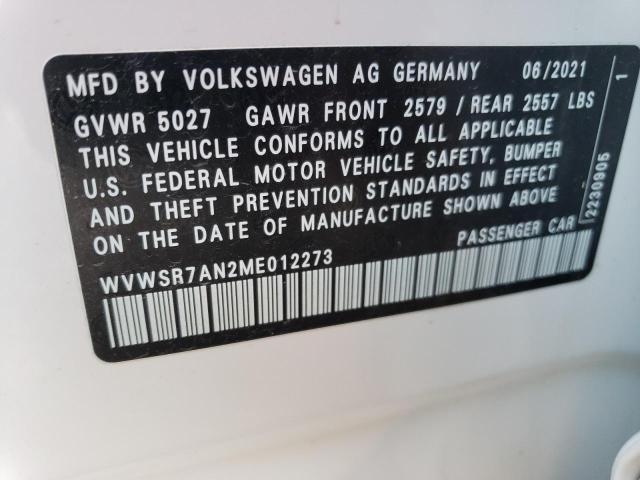 MFD BY VOLKSWAGEN AG GERMANY 06/2021
GVWR 5027 GAWR FRONT 2579 / REAR 2557 LBS
THIS VEHICLE CONFORMS TO ALL APPLICABLE
U.S. FEDERAL MOTOR VEHICLE SAFETY, BUMPER
AND THEFT PREVENTION STANDARDS IN EFFECT
ON THE DATE OF MANUFACTURE SHOWN ABOVE
PASSENGER CAR
WVWSR7AN2ME012273
2230905
1